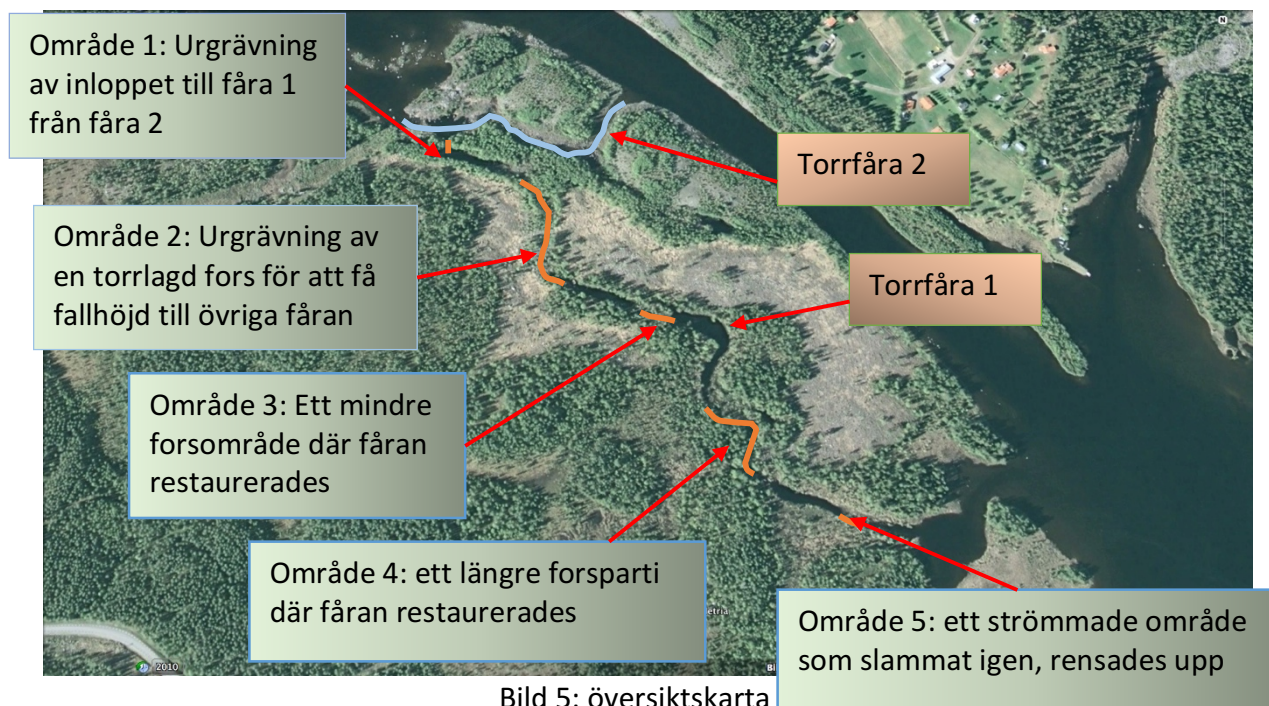 Område 1: Urgrävning
av inloppet till fåra 1
från fåra 2
Torrfåra 2
Område 2: Urgrävning av
en torrlagd fors för att få
fallhöjd till övriga fåran
Torrfåra 1
Område 3: Ett mindre
forsområde där fåran
restaurerades
Område 4: ett längre forsparti
där fåran restaurerades
Område 5: ett strömmade område
som slammat igen, rensades upp
N
2010
etria
Bild 5: översiktskarta